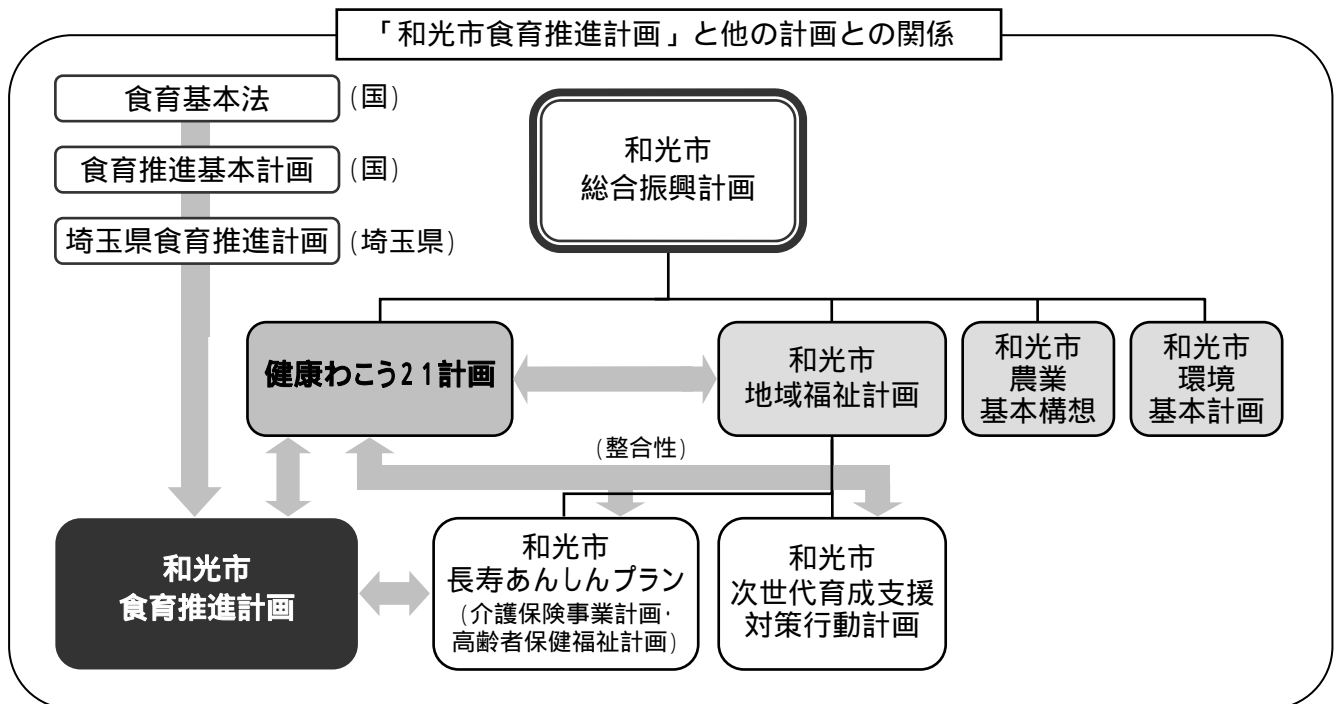 「和光市食育推進計画」と他の計画との関係
食育基本法
(国)
食育推進基本計画
(国)
埼玉県食育推進計画
(埼玉県)
和光市
総合振興計画
健康わこう21計画
和光市
地域福祉計画
和光市
農業
基本構想
和光市
環境
基本計画
(整合性)
和光市
食育推進計画
和光市
長寿あんしんプラン
(介護保険事業計画・
高齢者保健福祉計画)
和光市
次世代育成支援
対策行動計画